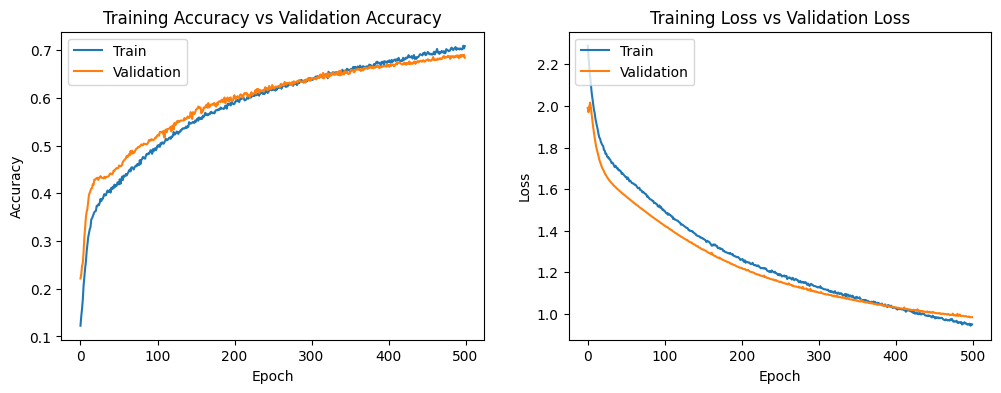 Training Accuracy vs Validation Accuracy
Train
Validation
0.7
0.6
0.5
0.4
0.3
0.2
0.1
Accuracy
0
100
200
300
400
500
Epoch
Training Loss vs Validation Loss
Train
Validation
2.2
2.0
1.8
1.6
1.4
1.2
1.0
Loss
0
100
200
300
400
500
Epoch